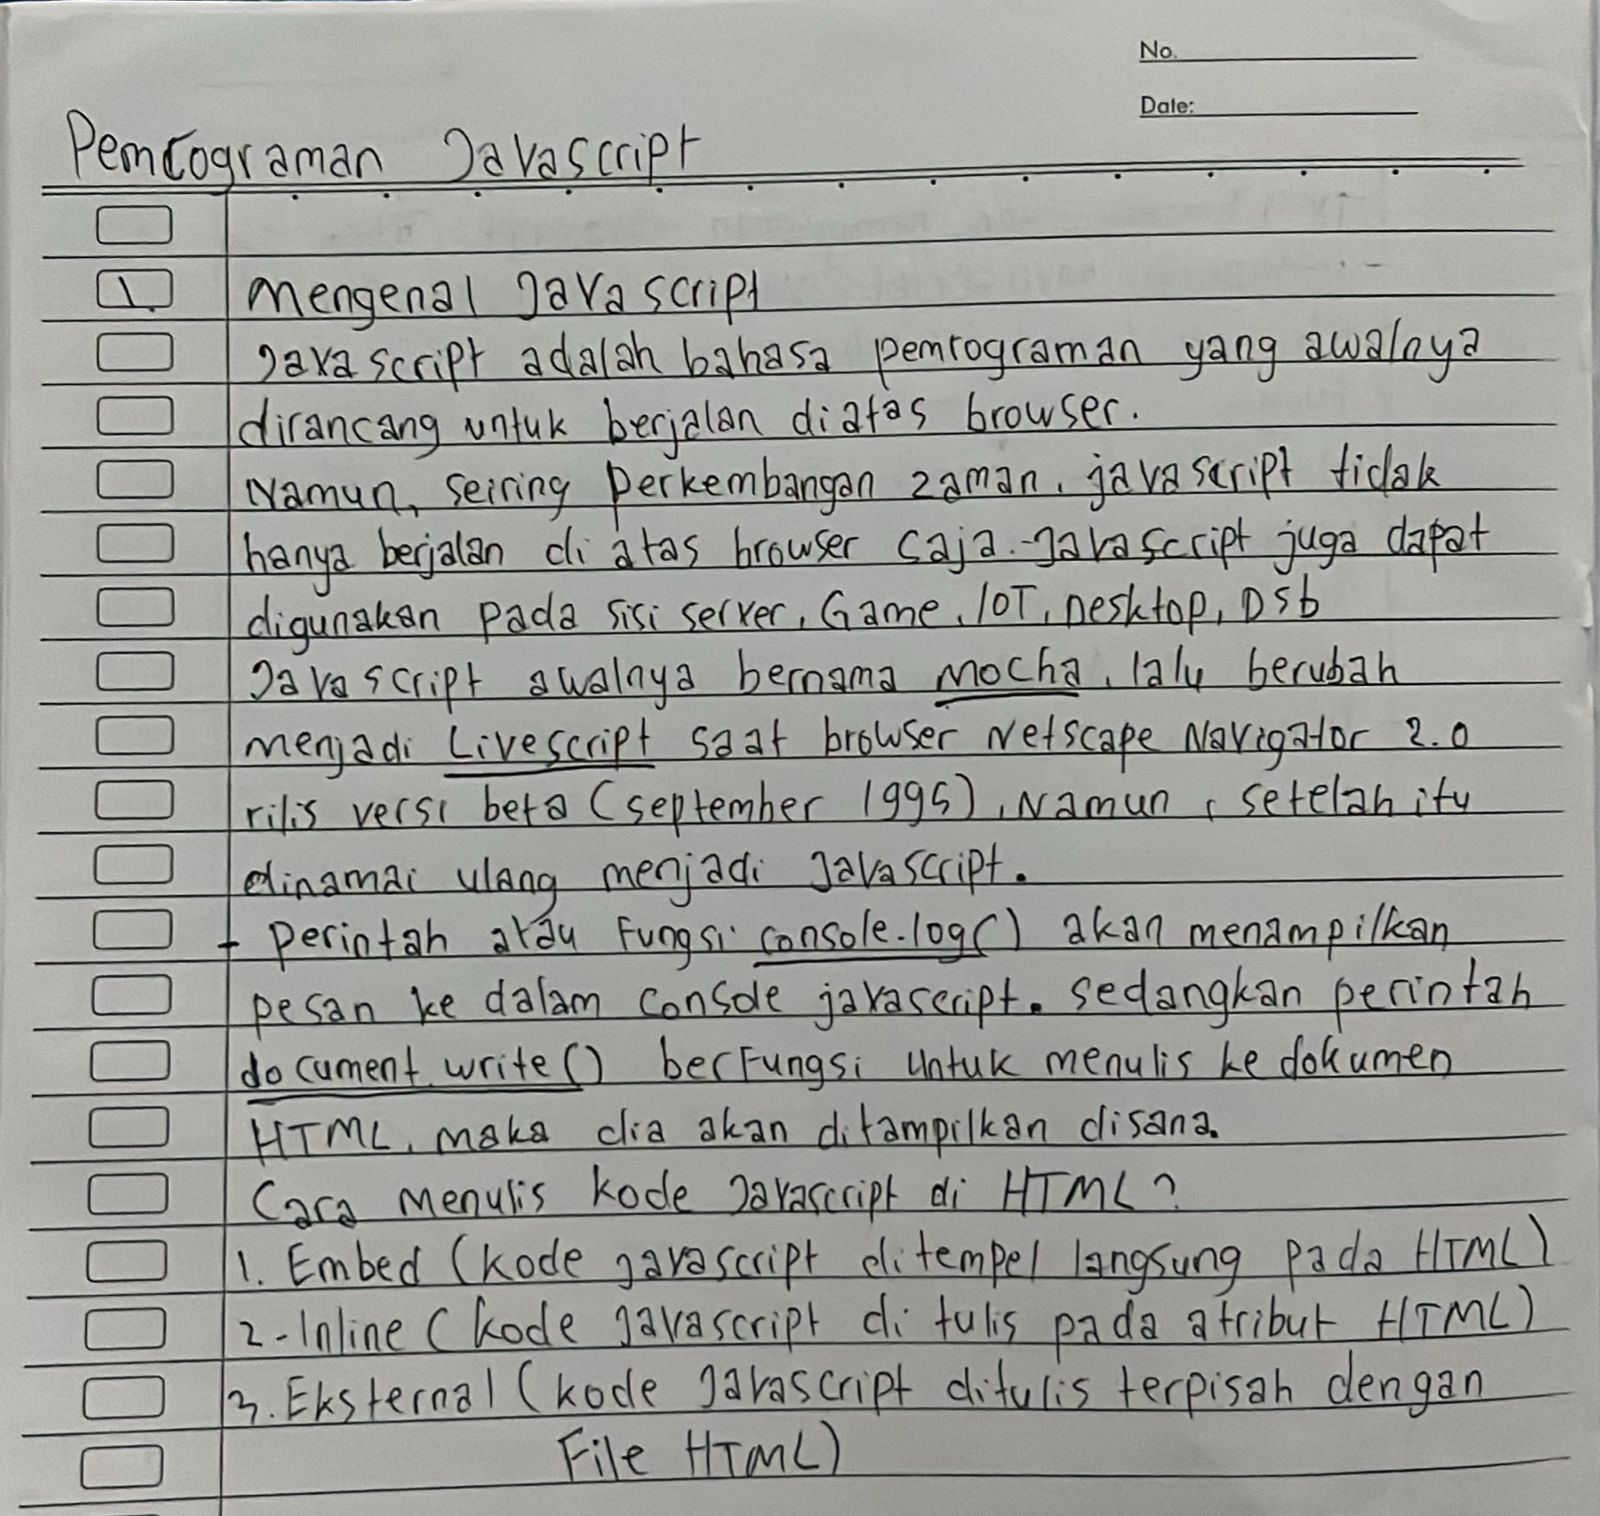 No.
Date:
Pemrograman Javascript
1. Mengenal Javascript
Javascript adalah bahasa pemrograman yang awalnya
dirancang untuk berjalan diatas browser.
Namun, seiring perkembangan zaman, javascript tidak
hanya berjalan di atas browser saja. Javascript juga dapat
digunakan pada sisi server, Game, IOT, Desktop, Dsb
Javascript awalnya bernama Mocha, lalu berubah
menjadi Livescript saat browser Netscape Navigator 2.0
rilis versi beta (september 1995), Namun, setelah itu
dinamai ulang menjadi Javascript.
+ perintah atau Fungsi console.log() akan menampilkan
pesan ke dalam console javascript. sedangkan perintah
document.write() berfungsi untuk menulis ke dokumen
HTML, maka dia akan ditampilkan disana.
Cara Menulis kode Javascript di HTML?
1. Embed (kode javascript ditempel langsung pada HTML)
2. Inline (kode javascript di tulis pada atribut HTML)
3. Eksternal (kode Javascript ditulis terpisah dengan
File HTML)